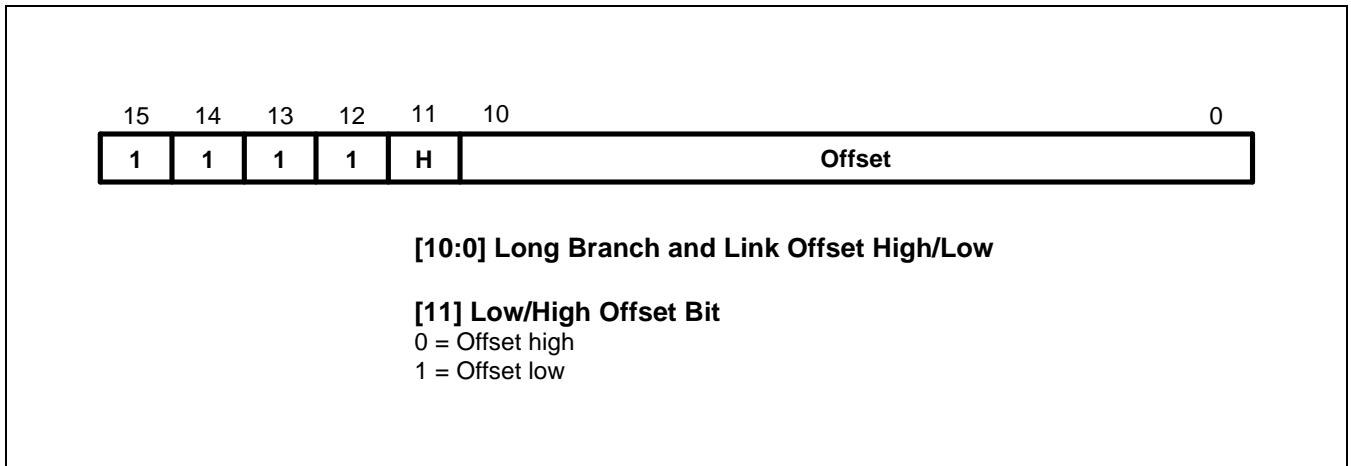 15 14 13 12 11 10 0
1 1 1 1 H Offset
[10:0] Long Branch and Link Offset High/Low
[11] Low/High Offset Bit
0 = Offset high
1 = Offset low